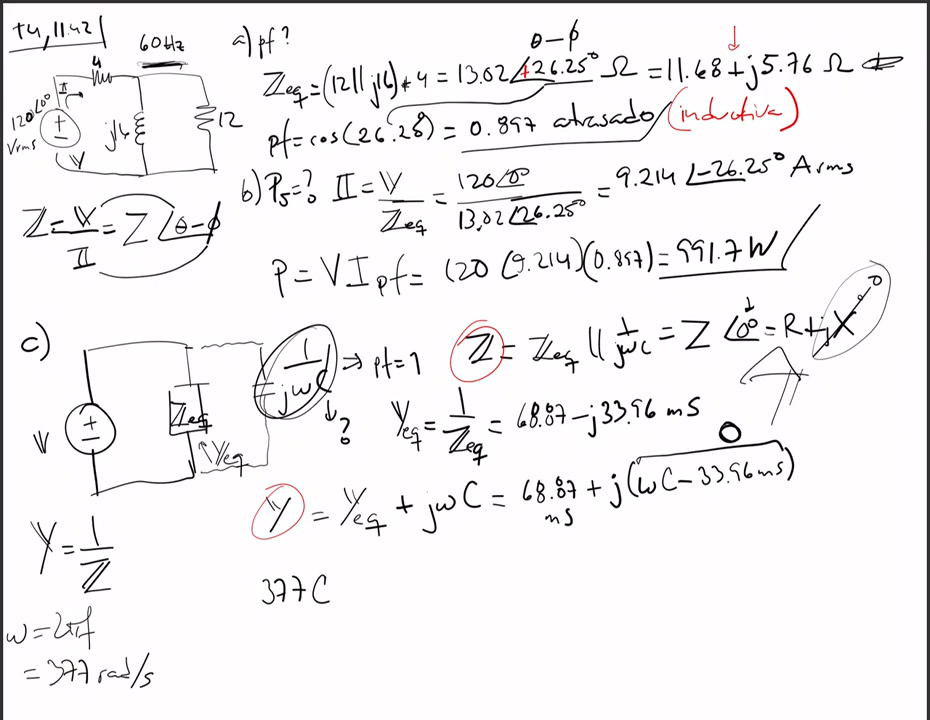 t4, 11.42
60Hz
4
I
120∠0°
Vrms
V
j16
12
Z = V/I = Z ∠θ-ϕ
a) pf?
θ-ϕ
Zeq = (12 || j16) + 4 = 13.02 ∠+26.25° Ω = 11.68 + j5.76 Ω
pf = cos(26.28) = 0.897 atrasado (inductiva)
b) Ps = ? I = V/Zeq = 120∠0° / 13.02∠26.25° = 9.214 ∠-26.25° Arms
P = V I pf = 120 (9.214)(0.897) = 991.7 W
c)
V
Zeq
Yeq
1/jωC → pf = 1
?
Z = Zeq || 1/jωC = Z ∠0° = R + jX
0
Yeq = 1/Zeq = 68.87 - j33.96 mS
0
Y = Yeq + jωC = 68.87 mS + j(ωC - 33.96 mS)
Y = 1/Z
377C
ω = 2πf
= 377 rad/s